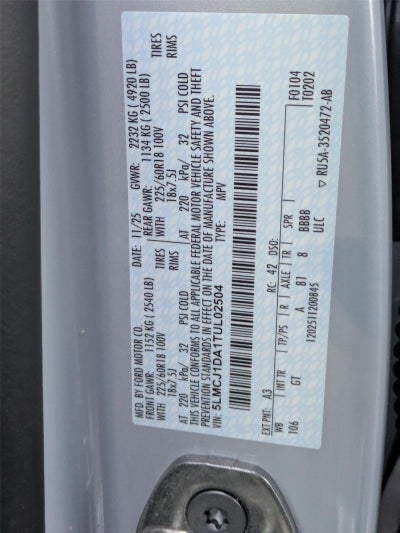 MFD. BY FORD MOTOR CO.
DATE: 11/25 GVWR: 2232 KG ( 4920 LB)
FRONT GAWR: 1152 KG ( 2540 LB) REAR GAWR: 1134 KG ( 2500 LB)
WITH 225/60R18 100V TIRES WITH 225/60R18 100V TIRES
18x7.5J RIMS 18x7.5J RIMS
AT 220 kPa/ 32 PSI COLD AT 220 kPa/ 32 PSI COLD
THIS VEHICLE CONFORMS TO ALL APPLICABLE FEDERAL MOTOR VEHICLE SAFETY AND THEFT
PREVENTION STANDARDS IN EFFECT ON THE DATE OF MANUFACTURE SHOWN ABOVE.
VIN: 5LMCJ1DA1TUL02504 TYPE: MPV
F0104
T0202
EXT PNT: A3 RC: 42 DSO:
WB INT TR TP/PS R AXLE TR SPR
106 GT A 81 8 BBBB
1202511200845 ULC
▽ RU5A-3520472-AB